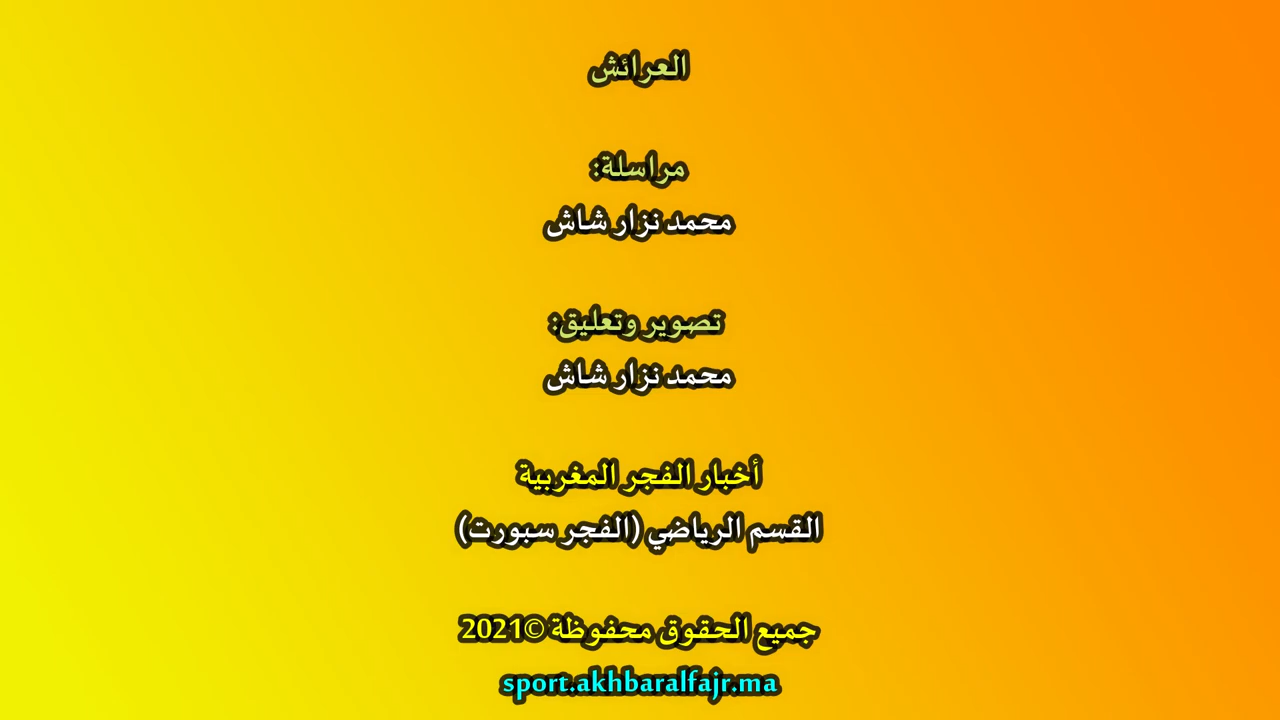 العرائش
مراسلة:
محمد نزار شاش
تصوير وتعليق:
محمد نزار شاش
أخبار الفجر المغربية
القسم الرياضي (الفجر سبورت)
جميع الحقوق محفوظة ©2021
sport.akhbaralfajr.ma